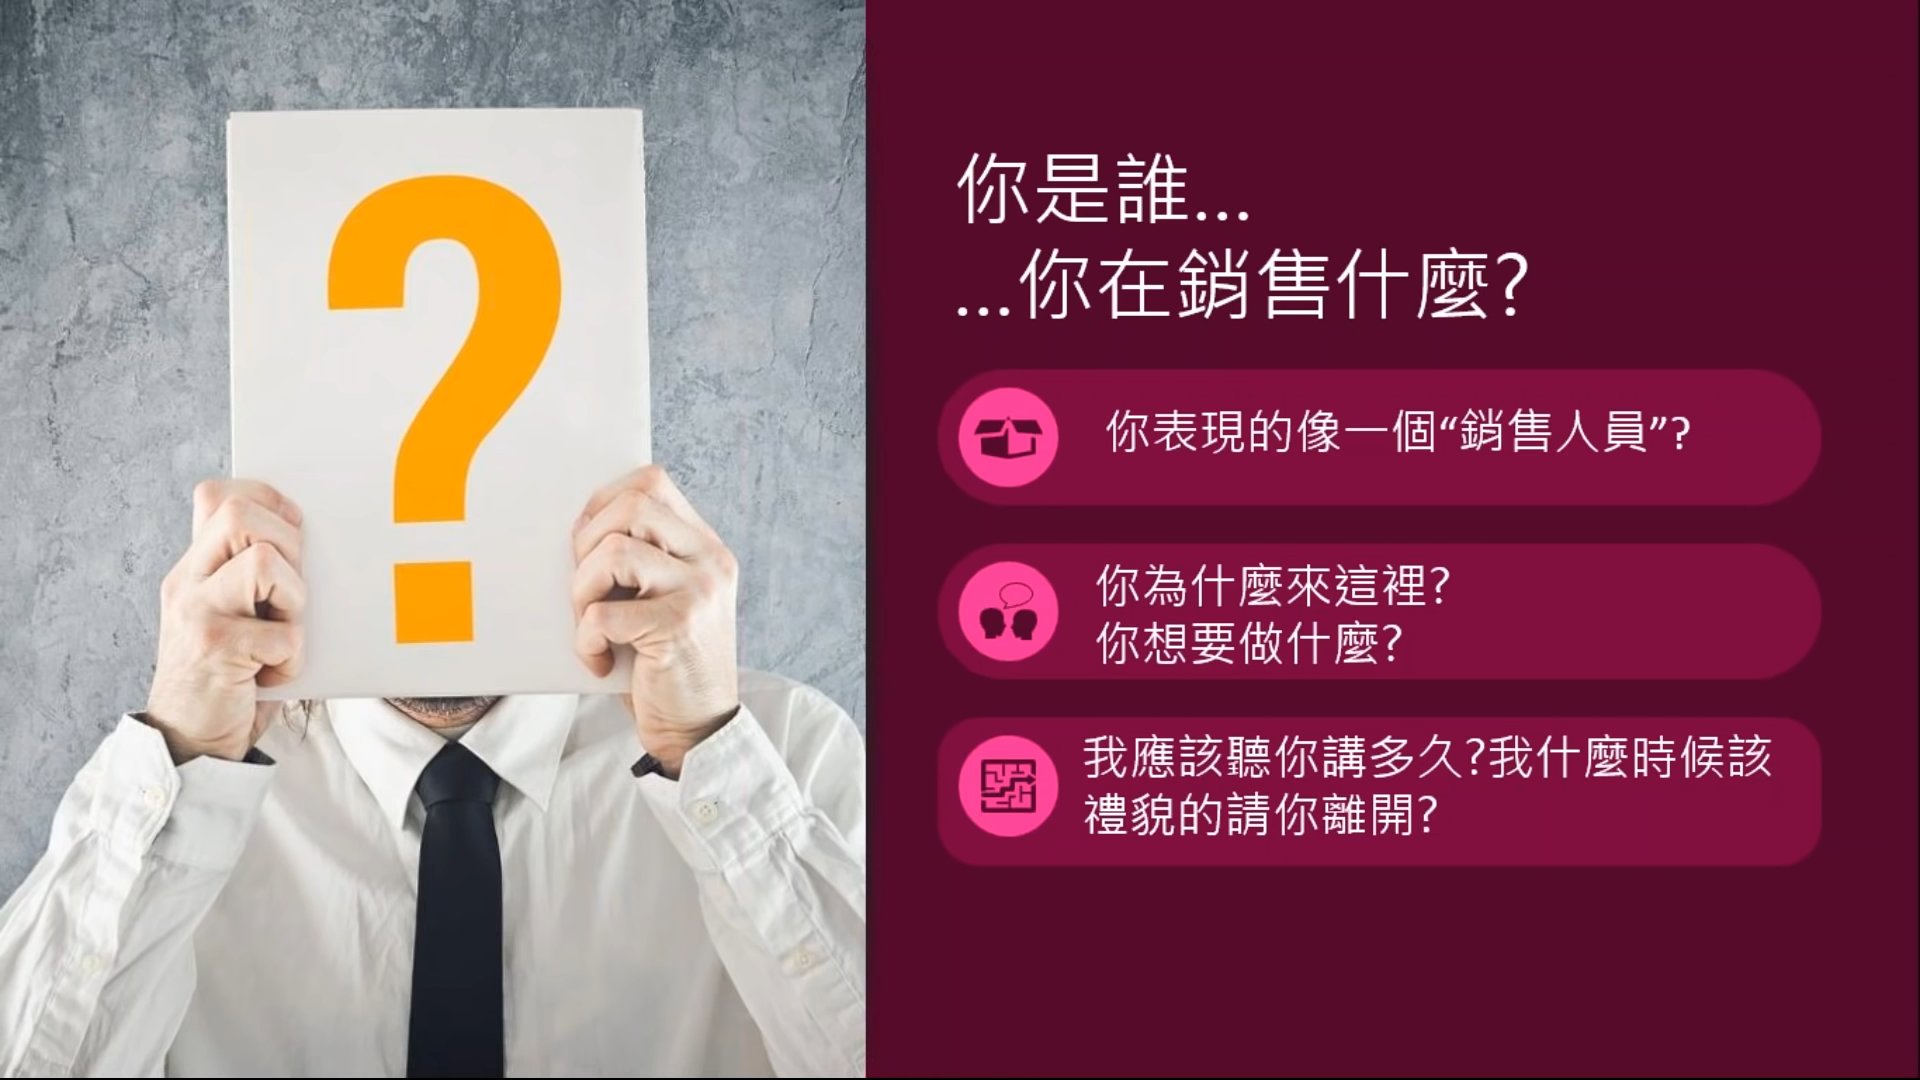 ?
你是誰...
...你在銷售什麼?
你表現的像一個“銷售人員”?
你為什麼來這裡?
你想要做什麼?
我應該聽你講多久?我什麼時候該
禮貌的請你離開?